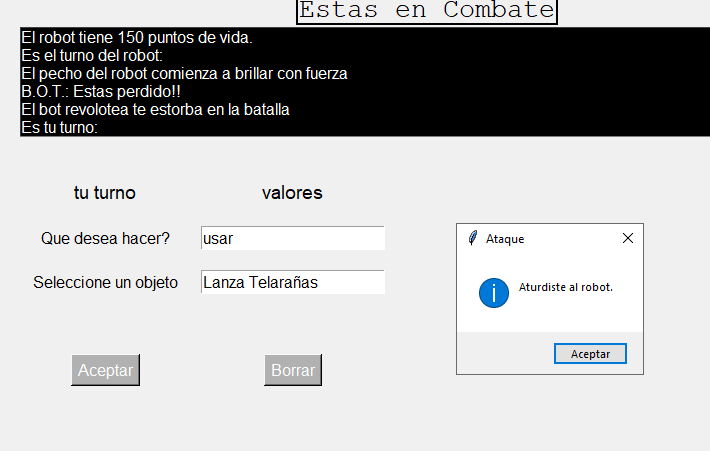 Estas en Combate
El robot tiene 150 puntos de vida.
Es el turno del robot:
El pecho del robot comienza a brillar con fuerza
B.O.T.: Estas perdido!!
El bot revolotea te estorba en la batalla
Es tu turno:
tu turno valores
Que desea hacer? usar
Seleccione un objeto Lanza Telarañas
Aceptar Borrar
Ataque
Aturdiste al robot.
Aceptar